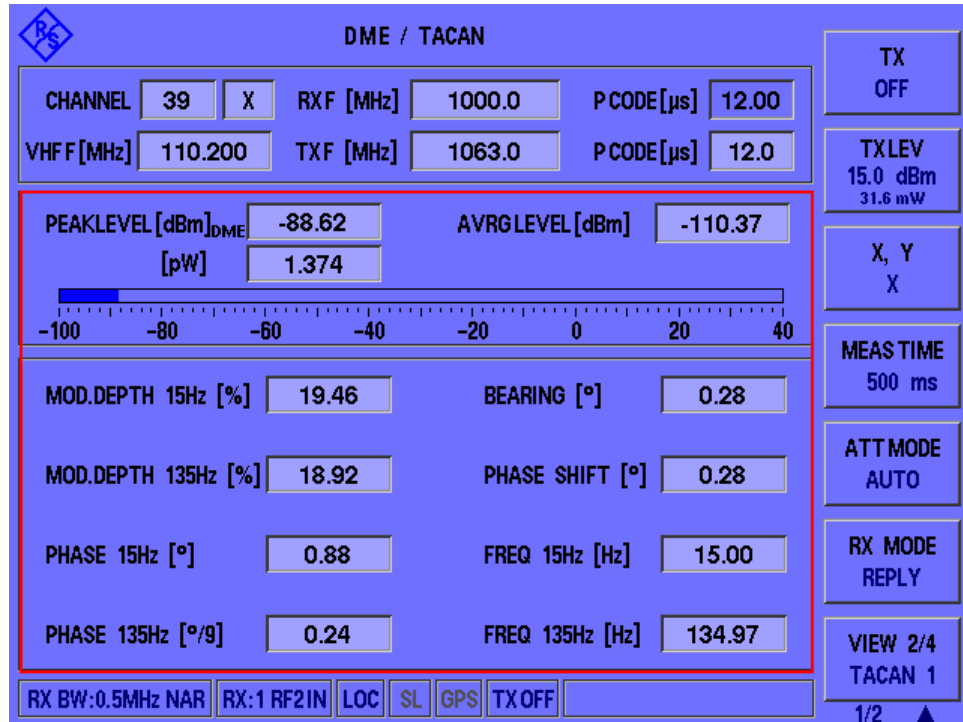 R&S
DME / TACAN
CHANNEL 39 X RXF [MHz] 1000.0 PCODE[µs] 12.00
VHFF[MHz] 110.200 TXF [MHz] 1063.0 PCODE[µs] 12.0
PEAKLEVEL[dBm]DME -88.62 AVRGLEVEL[dBm] -110.37
[pW] 1.374
-100 -80 -60 -40 -20 0 20 40
MOD.DEPTH 15Hz [%] 19.46 BEARING [°] 0.28
MOD.DEPTH 135Hz [%] 18.92 PHASE SHIFT [°] 0.28
PHASE 15Hz [°] 0.88 FREQ 15Hz [Hz] 15.00
PHASE 135Hz [°/9] 0.24 FREQ 135Hz [Hz] 134.97
RX BW:0.5MHz NAR RX:1 RF2IN LOC SL GPS TXOFF
TX
OFF
TXLEV
15.0 dBm
31.6 mW
X, Y
X
MEAS TIME
500 ms
ATT MODE
AUTO
RX MODE
REPLY
VIEW 2/4
TACAN 1
1/2 ▲